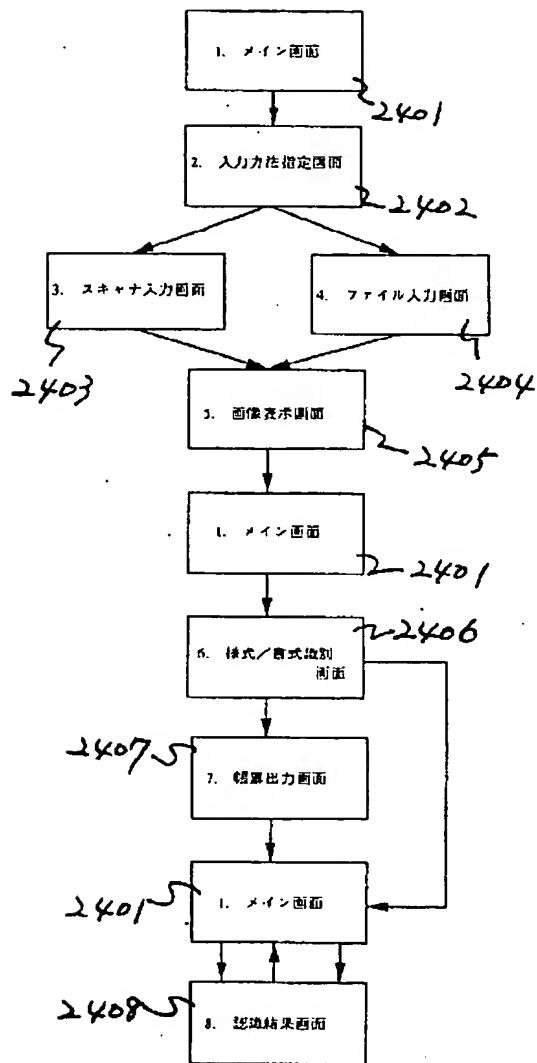 1. メイン画面
2401
2. 入力方法指定画面
2402
3. スキャナ入力画面
4. ファイル入力画面
2403
2404
5. 画像表示画面
2405
1. メイン画面
2401
2406
6. 様式/書式識別
画面
2407
7. 帳票出力画面
2401
1. メイン画面
2408
8. 認識結果画面